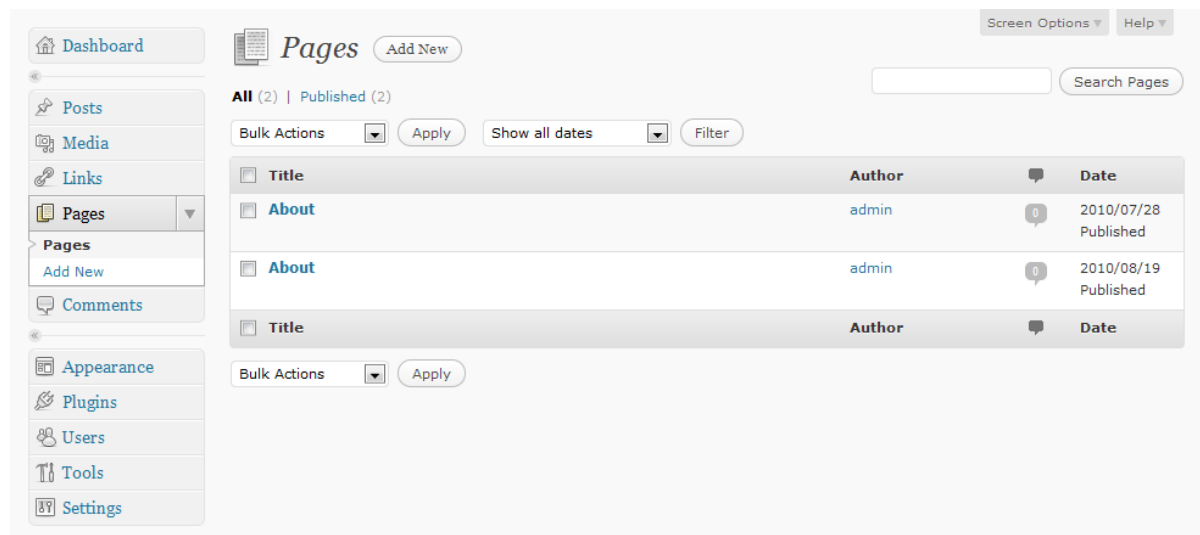 Screen Options Help
Dashboard
Pages Add New
Search Pages
All (2) | Published (2)
Posts
Media
Links
Pages
Pages
Add New
Comments
Appearance
Plugins
Users
Tools
Settings
Bulk Actions Apply Show all dates Filter
Title Author Date
About admin 0 2010/07/28
Published
About admin 0 2010/08/19
Published
Title Author Date
Bulk Actions Apply